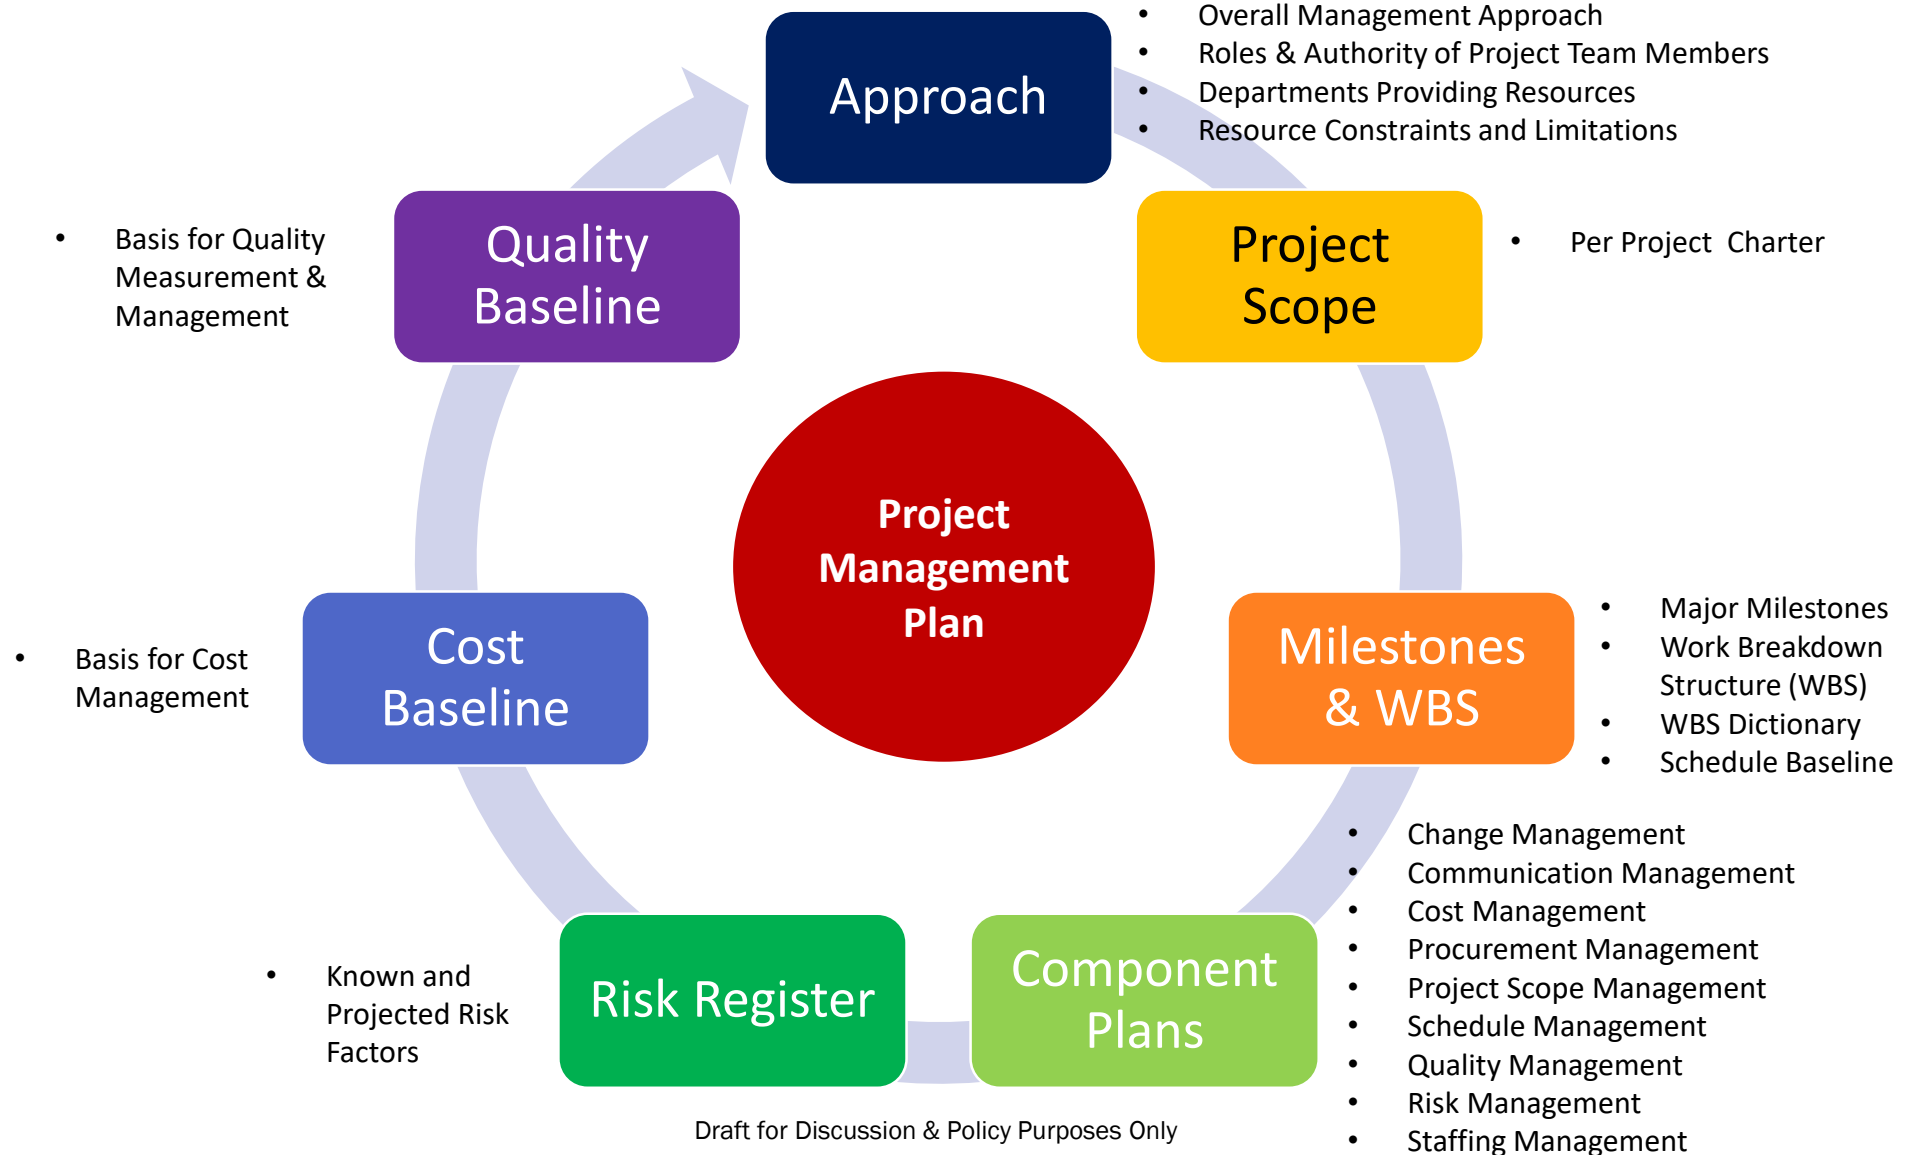 Approach
• Overall Management Approach
• Roles & Authority of Project Team Members
• Departments Providing Resources
• Resource Constraints and Limitations
Project
Scope
• Per Project  Charter
Milestones
& WBS
• Major Milestones
• Work Breakdown
Structure (WBS)
• WBS Dictionary
• Schedule Baseline
Component
Plans
• Change Management
• Communication Management
• Cost Management
• Procurement Management
• Project Scope Management
• Schedule Management
• Quality Management
• Risk Management
• Staffing Management
Risk Register
• Known and
Projected Risk
Factors
Cost
Baseline
• Basis for Cost
Management
Quality
Baseline
• Basis for Quality
Measurement &
Management
Project
Management
Plan
Draft for Discussion & Policy Purposes Only